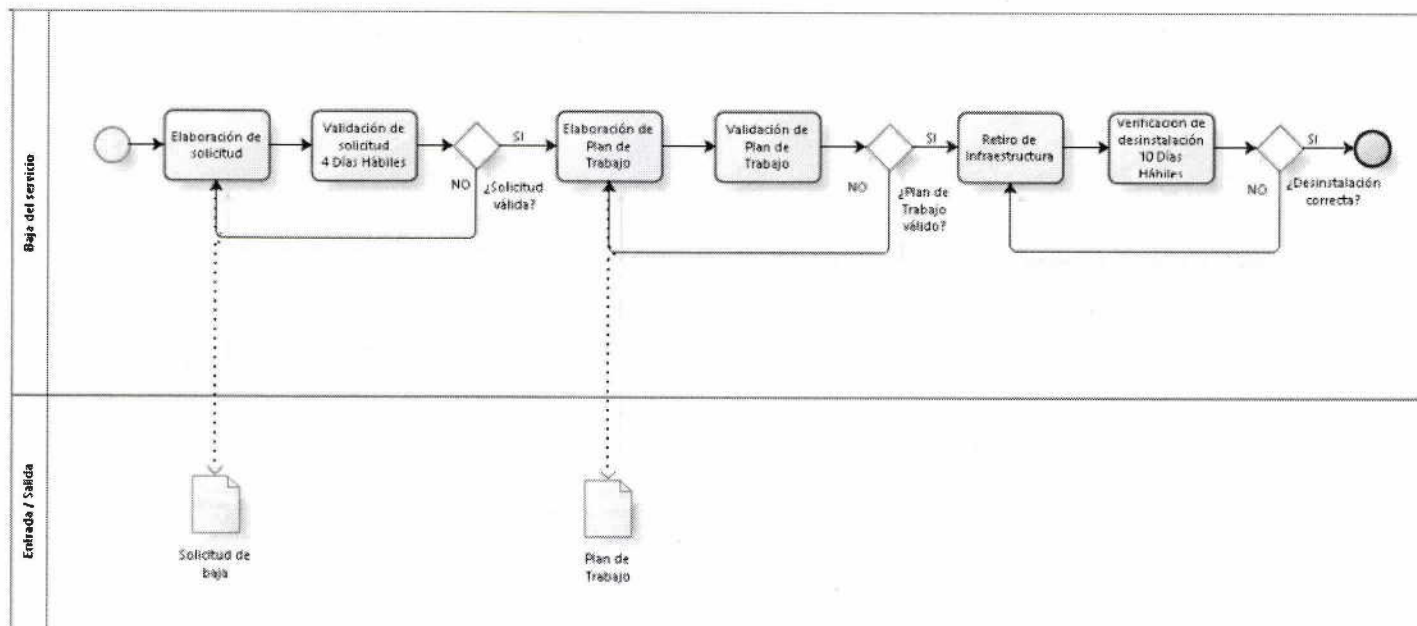 Baja del servicio
Elaboración de
solicitud
Validación de
solicitud
4 Días Hábiles
SI
NO
¿Solicitud
válida?
Elaboración de
Plan de
Trabajo
Validación de
Plan de
Trabajo
SI
NO
¿Plan de
Trabajo
válido?
Retiro de
Infraestructura
Verificación de
desinstalación
10 Días
Hábiles
SI
NO
¿Desinstalación
correcta?
Entrada / Salida
Solicitud de
baja
Plan de
Trabajo